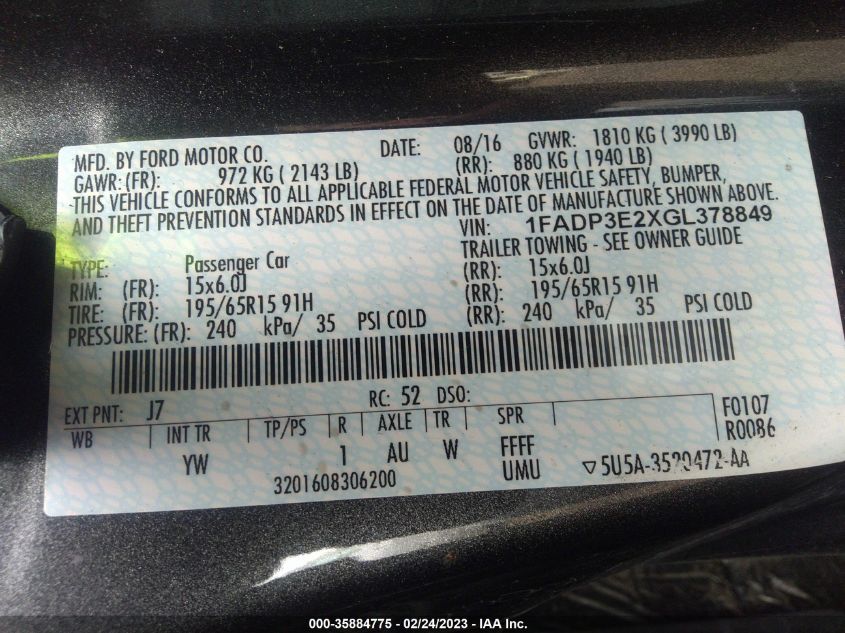 MFD. BY FORD MOTOR CO. DATE: 08/16 GVWR: 1810 KG ( 3990 LB)
GAWR: (FR): 972 KG ( 2143 LB) (RR): 880 KG ( 1940 LB)
THIS VEHICLE CONFORMS TO ALL APPLICABLE FEDERAL MOTOR VEHICLE SAFETY, BUMPER,
AND THEFT PREVENTION STANDARDS IN EFFECT ON THE DATE OF MANUFACTURE SHOWN ABOVE.
VIN: 1FADP3E2XGL378849
TRAILER TOWING - SEE OWNER GUIDE
TYPE: Passenger Car
RIM: (FR): 15x6.0J (RR): 15x6.0J
TIRE: (FR): 195/65R15 91H (RR): 195/65R15 91H
PRESSURE: (FR): 240 kPa/ 35 PSI COLD (RR): 240 kPa/ 35 PSI COLD
EXT PNT: J7 RC: 52 DSO:
WB INT TR TP/PS R AXLE TR SPR F0107
YW 1 AU W FFFF R0086
3201608306200 UMU ▽5U5A-3520472-AA
000-35884775 - 02/24/2023 - IAA Inc.